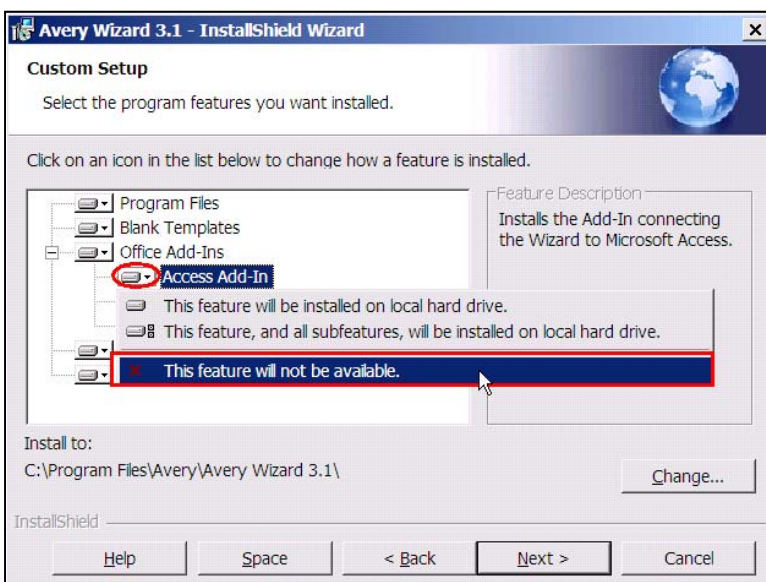 Avery Wizard 3.1 - InstallShield Wizard
Custom Setup
Select the program features you want installed.
Click on an icon in the list below to change how a feature is installed.
Program Files
Blank Templates
Office Add-Ins
Access Add-In
This feature will be installed on local hard drive.
This feature, and all subfeatures, will be installed on local hard drive.
This feature will not be available.
Feature Description
Installs the Add-In connecting
the Wizard to Microsoft Access.
Install to:
C:\Program Files\Avery\Avery Wizard 3.1\
Change...
InstallShield
Help
Space
< Back
Next >
Cancel